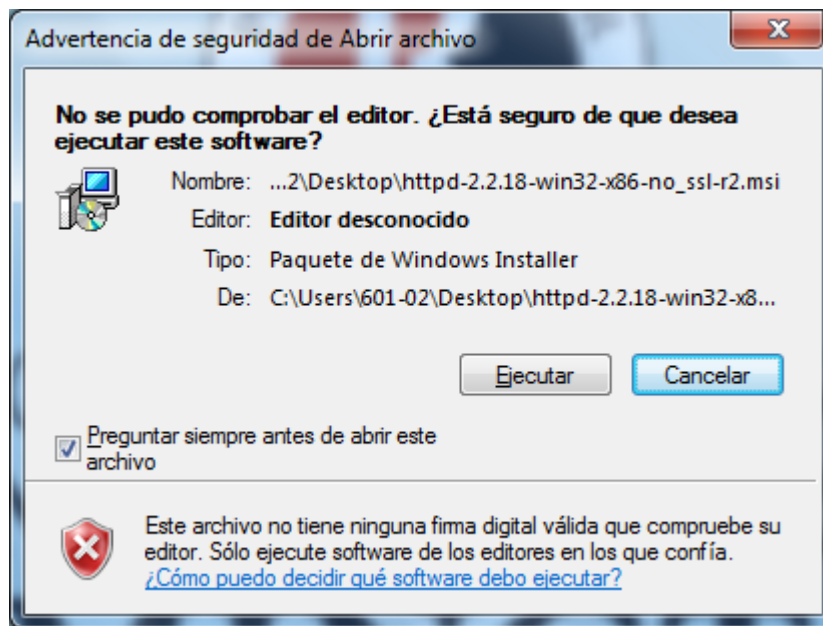 Advertencia de seguridad de Abrir archivo
No se pudo comprobar el editor. ¿Está seguro de que desea
ejecutar este software?
Nombre: ...2\Desktop\httpd-2.2.18-win32-x86-no_ssl-r2.msi
Editor: Editor desconocido
Tipo: Paquete de Windows Installer
De: C:\Users\601-02\Desktop\httpd-2.2.18-win32-x8...
Ejecutar Cancelar
Preguntar siempre antes de abrir este
archivo
Este archivo no tiene ninguna firma digital válida que compruebe su
editor. Sólo ejecute software de los editores en los que confía.
¿Cómo puedo decidir qué software debo ejecutar?